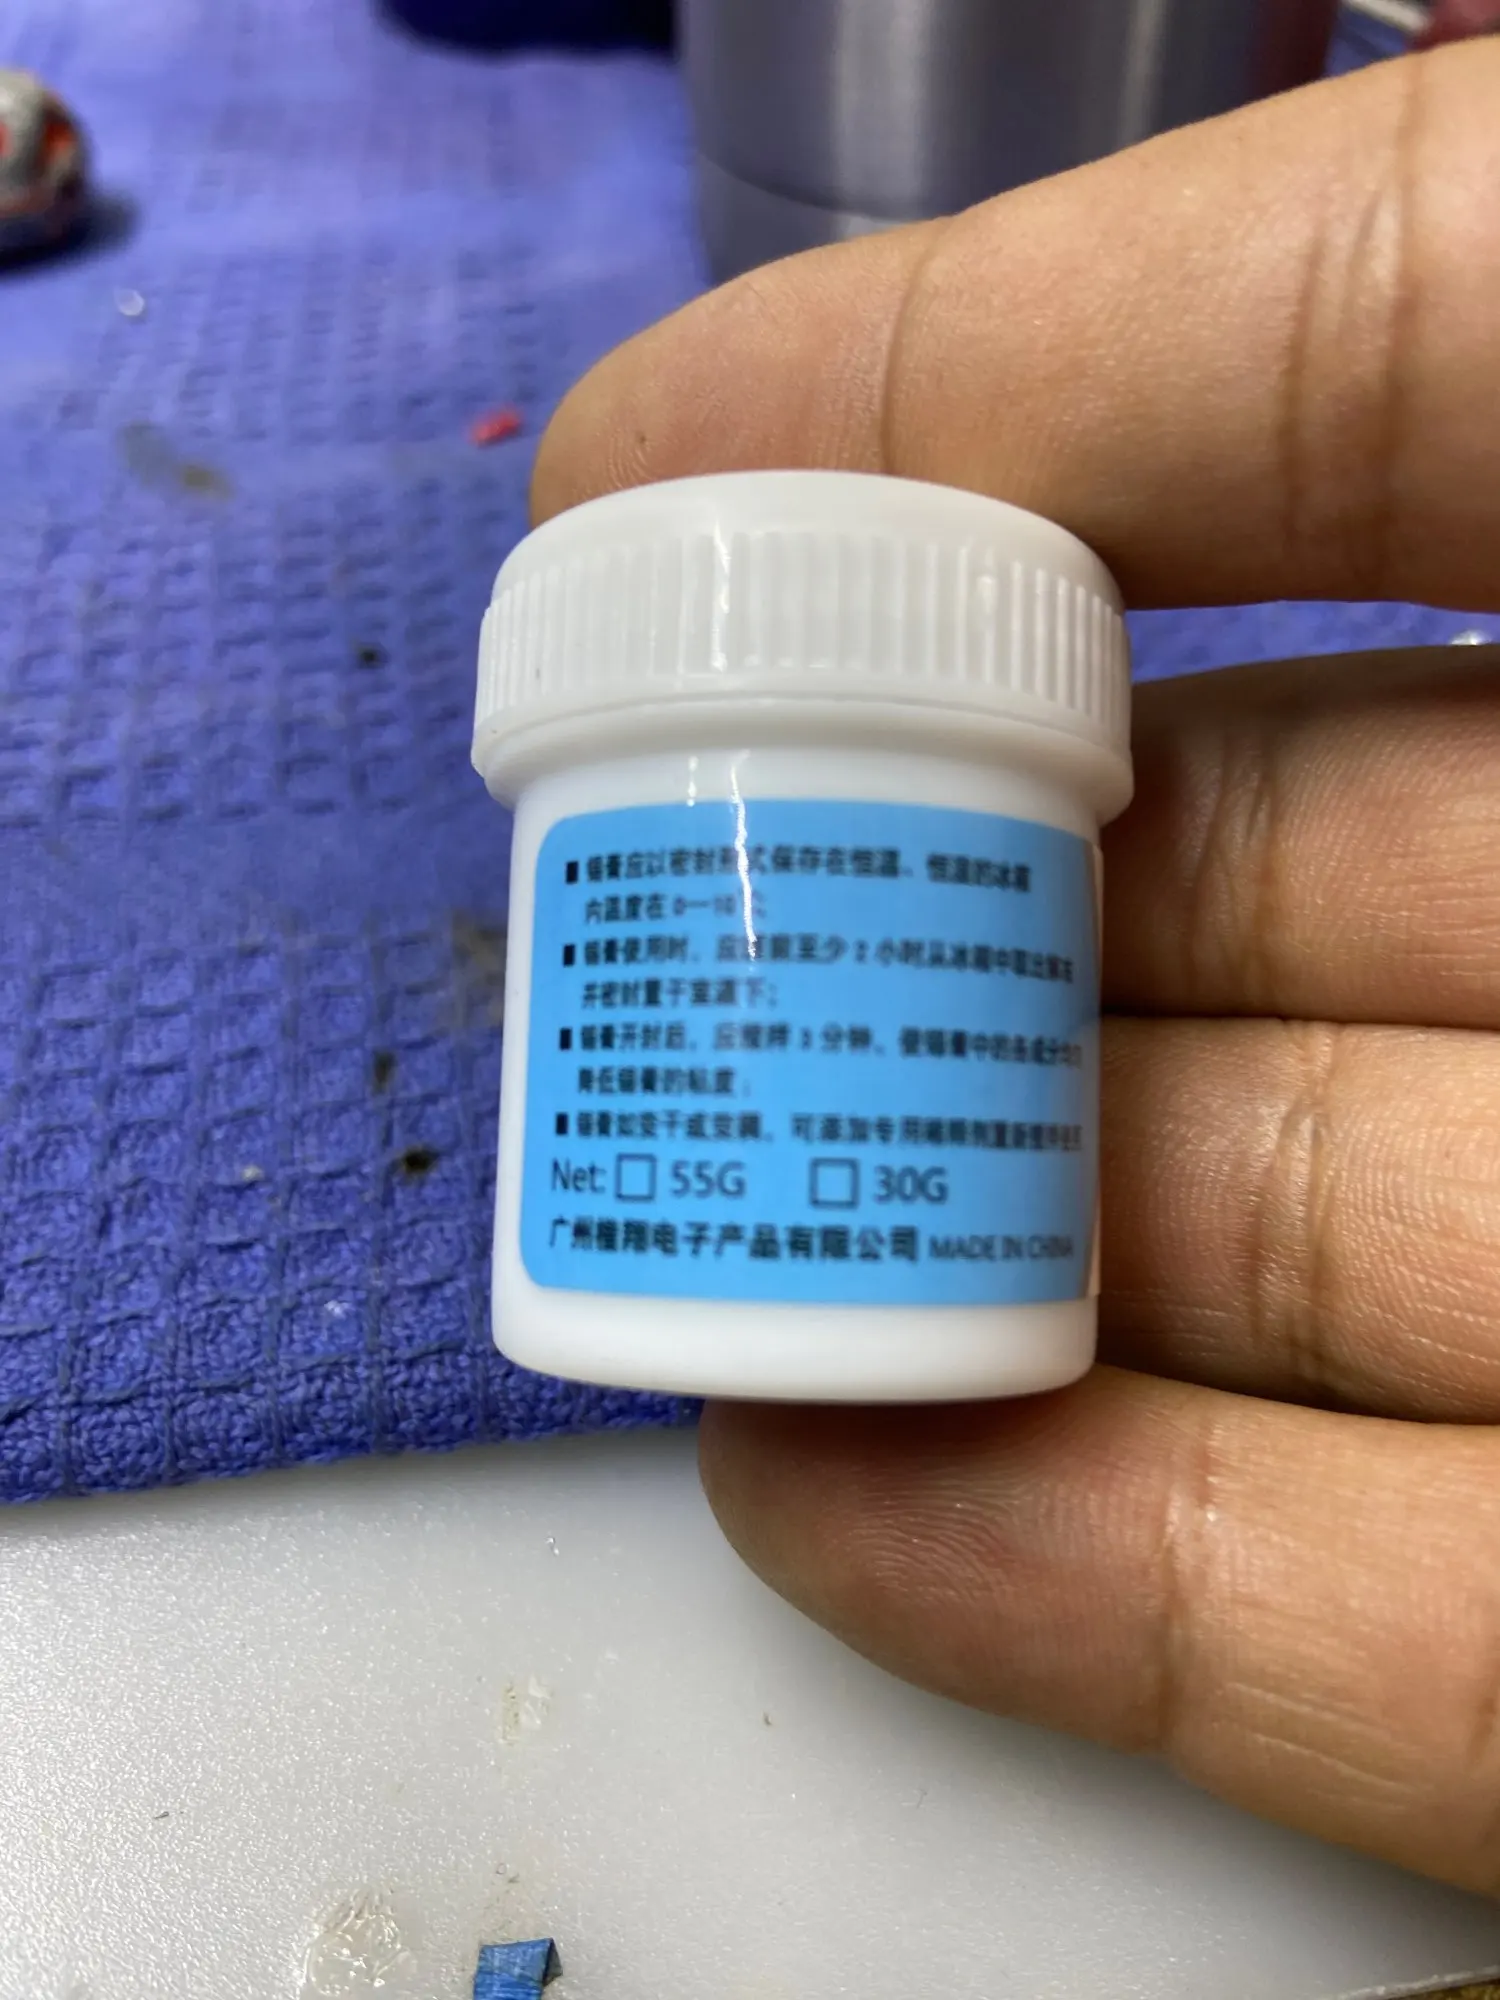 ■ 锡膏应以密封形式保存在恒温、恒湿的冰箱
内温度在 0—10℃
■ 锡膏使用时，应提前至少 2 小时从冰箱中取出
并密封置于室温下；
■ 锡膏开封后，应搅拌 3 分钟，使锡膏中的各成分均匀
降低锡膏的粘度；
■ 锡膏如变干或变稠，可添加专用稀释剂重新搅拌
Net: □ 55G □ 30G
广州 翔电子产品有限公司 MADE IN CHINA